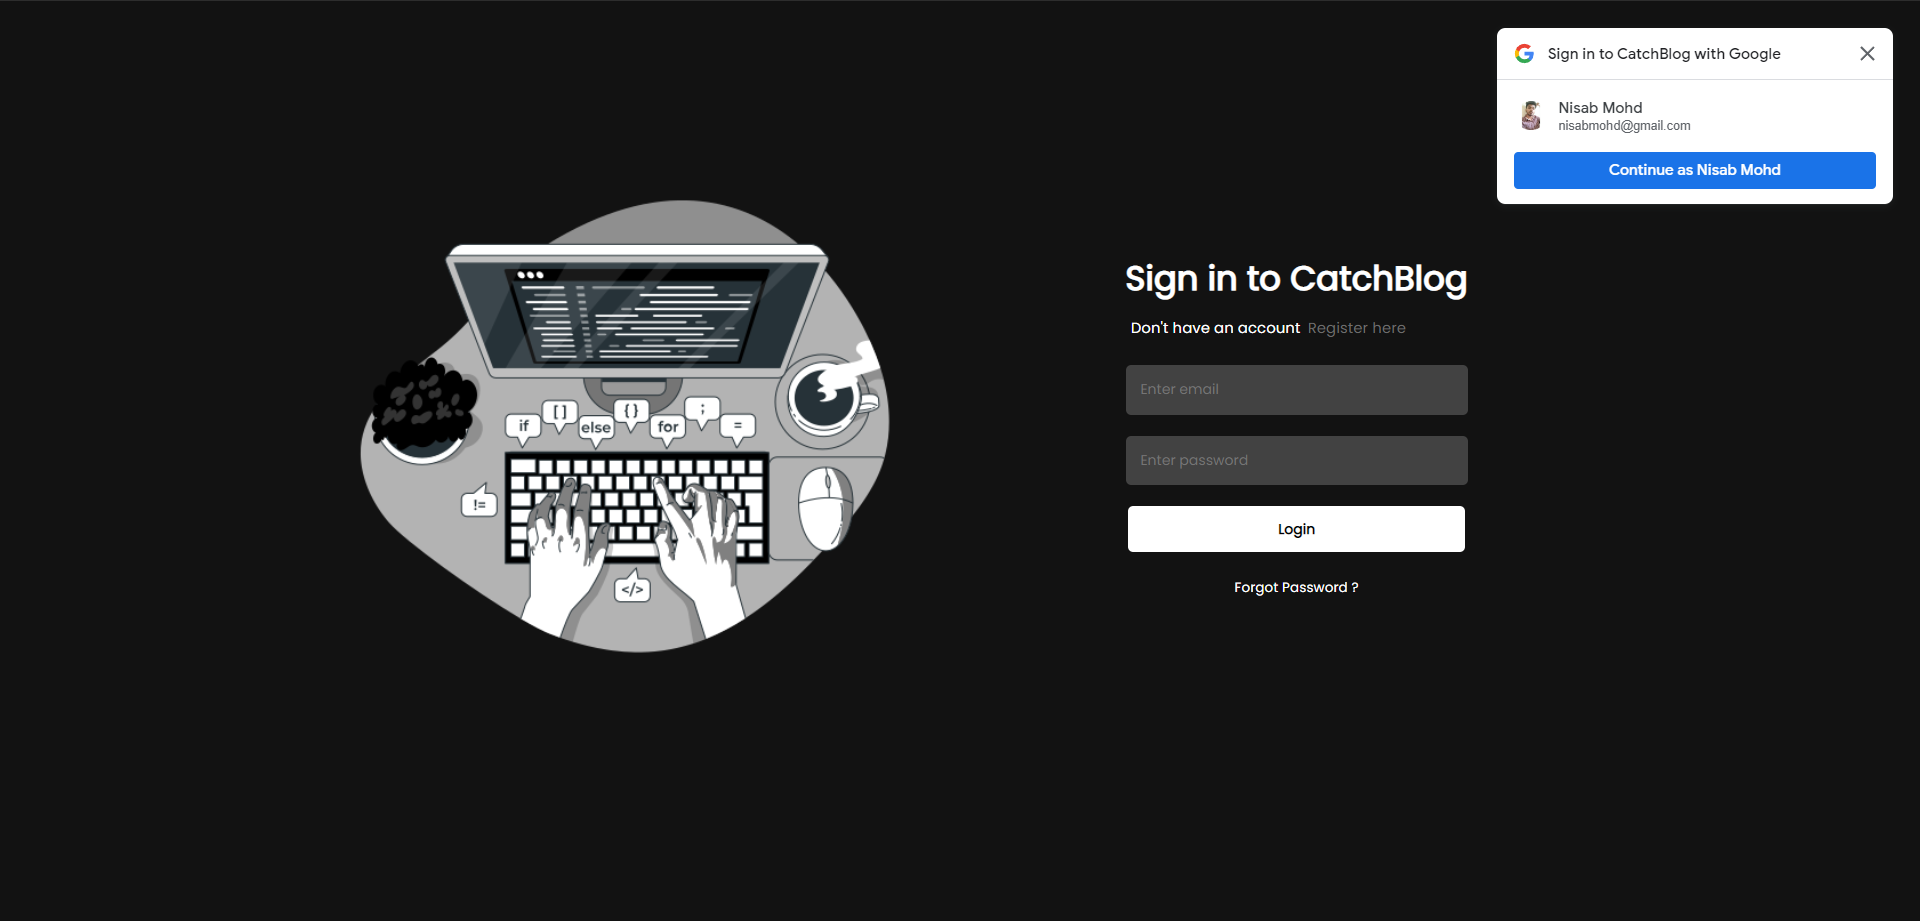 Sign in to CatchBlog with Google
Nisab Mohd
nisabmohd@gmail.com
Continue as Nisab Mohd
Sign in to CatchBlog
Don't have an account Register here
Enter email
Enter password
Login
Forgot Password ?
if
[ ]
else
{ }
for
;
=
!=
</>